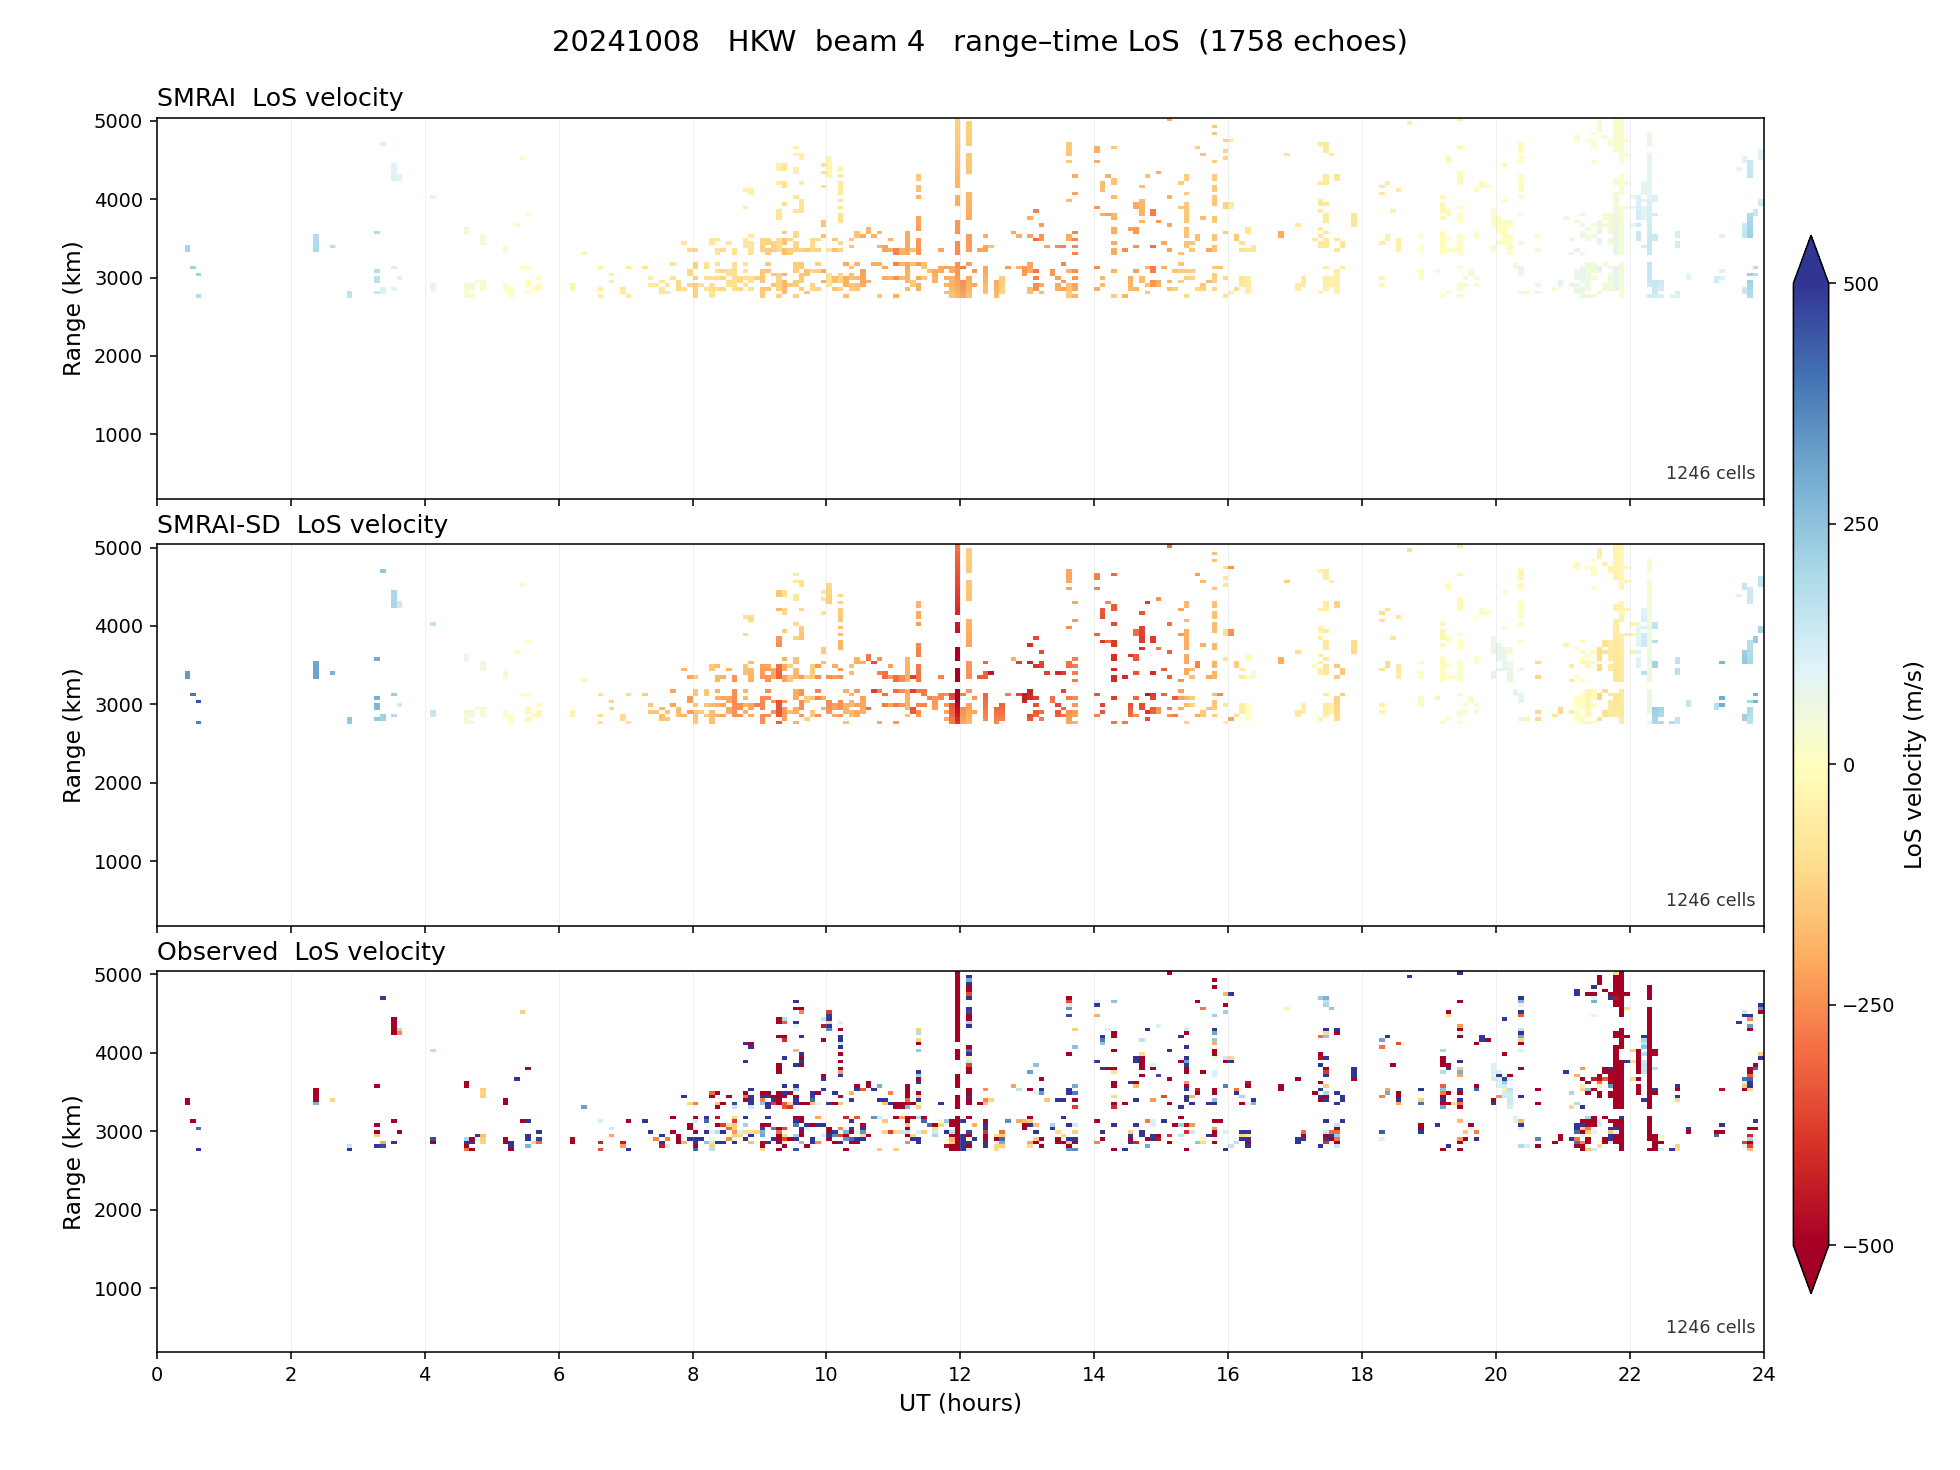 20241008   HKW  beam 4   range–time LoS  (1758 echoes)
SMRAI  LoS velocity
5000
4000
3000
2000
1000
Range (km)
1246 cells
SMRAI-SD  LoS velocity
5000
4000
3000
2000
1000
Range (km)
1246 cells
Observed  LoS velocity
5000
4000
3000
2000
1000
Range (km)
1246 cells
0 2 4 6 8 10 12 14 16 18 20 22 24
UT (hours)
500
250
0
−250
−500
LoS velocity (m/s)